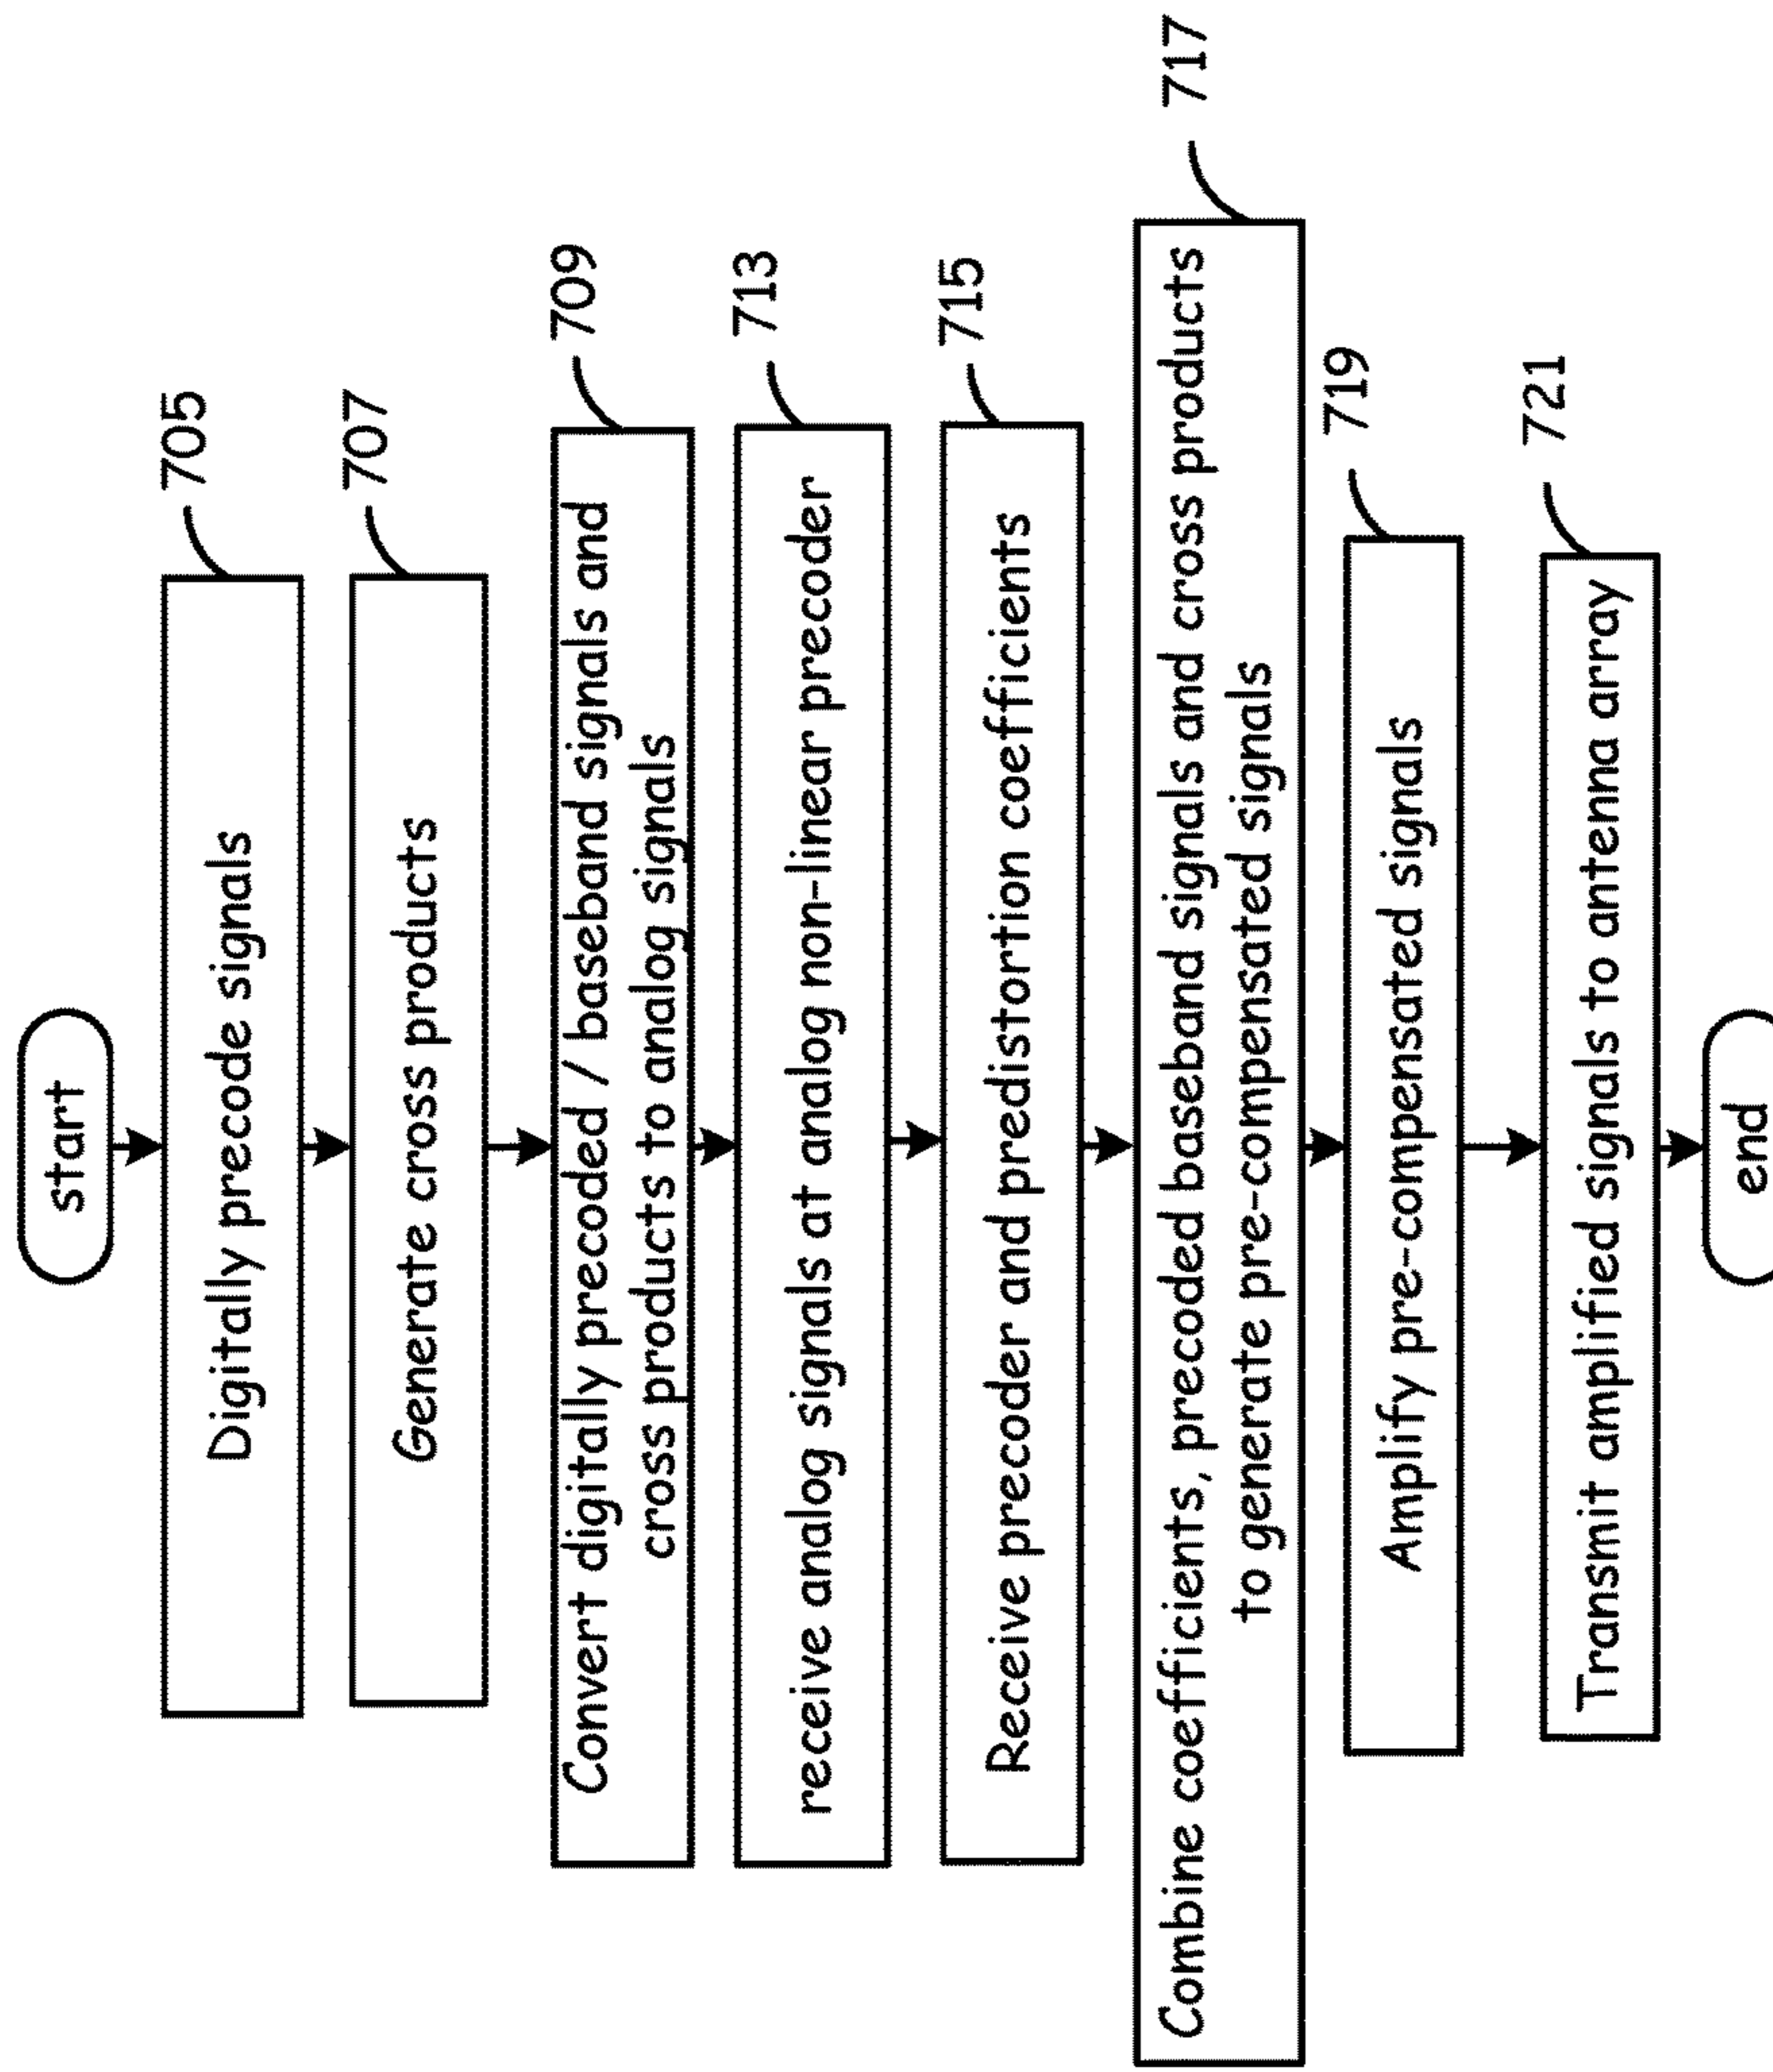 start
705
Digitally precode signals
707
Generate cross products
709
Convert digitally precoded / baseband signals and
cross products to analog signals
713
receive analog signals at analog non-linear precoder
715
Receive precoder and predistortion coefficients
717
Combine coefficients, precoded baseband signals and cross products
to generate pre-compensated signals
719
Amplify pre-compensated signals
721
Transmit amplified signals to antenna array
end